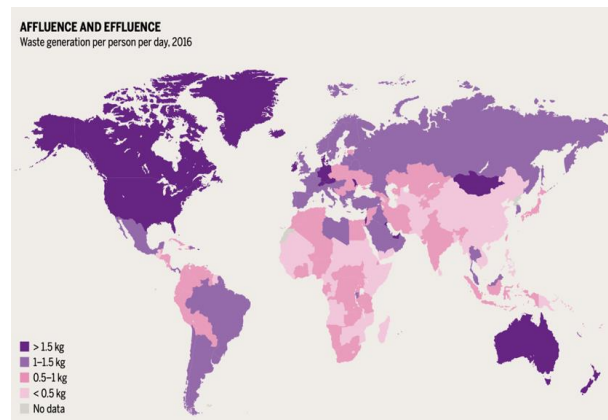 AFFLUENCE AND EFFLUENCE
Waste generation per person per day, 2016
> 1.5 kg
1–1.5 kg
0.5–1 kg
< 0.5 kg
No data